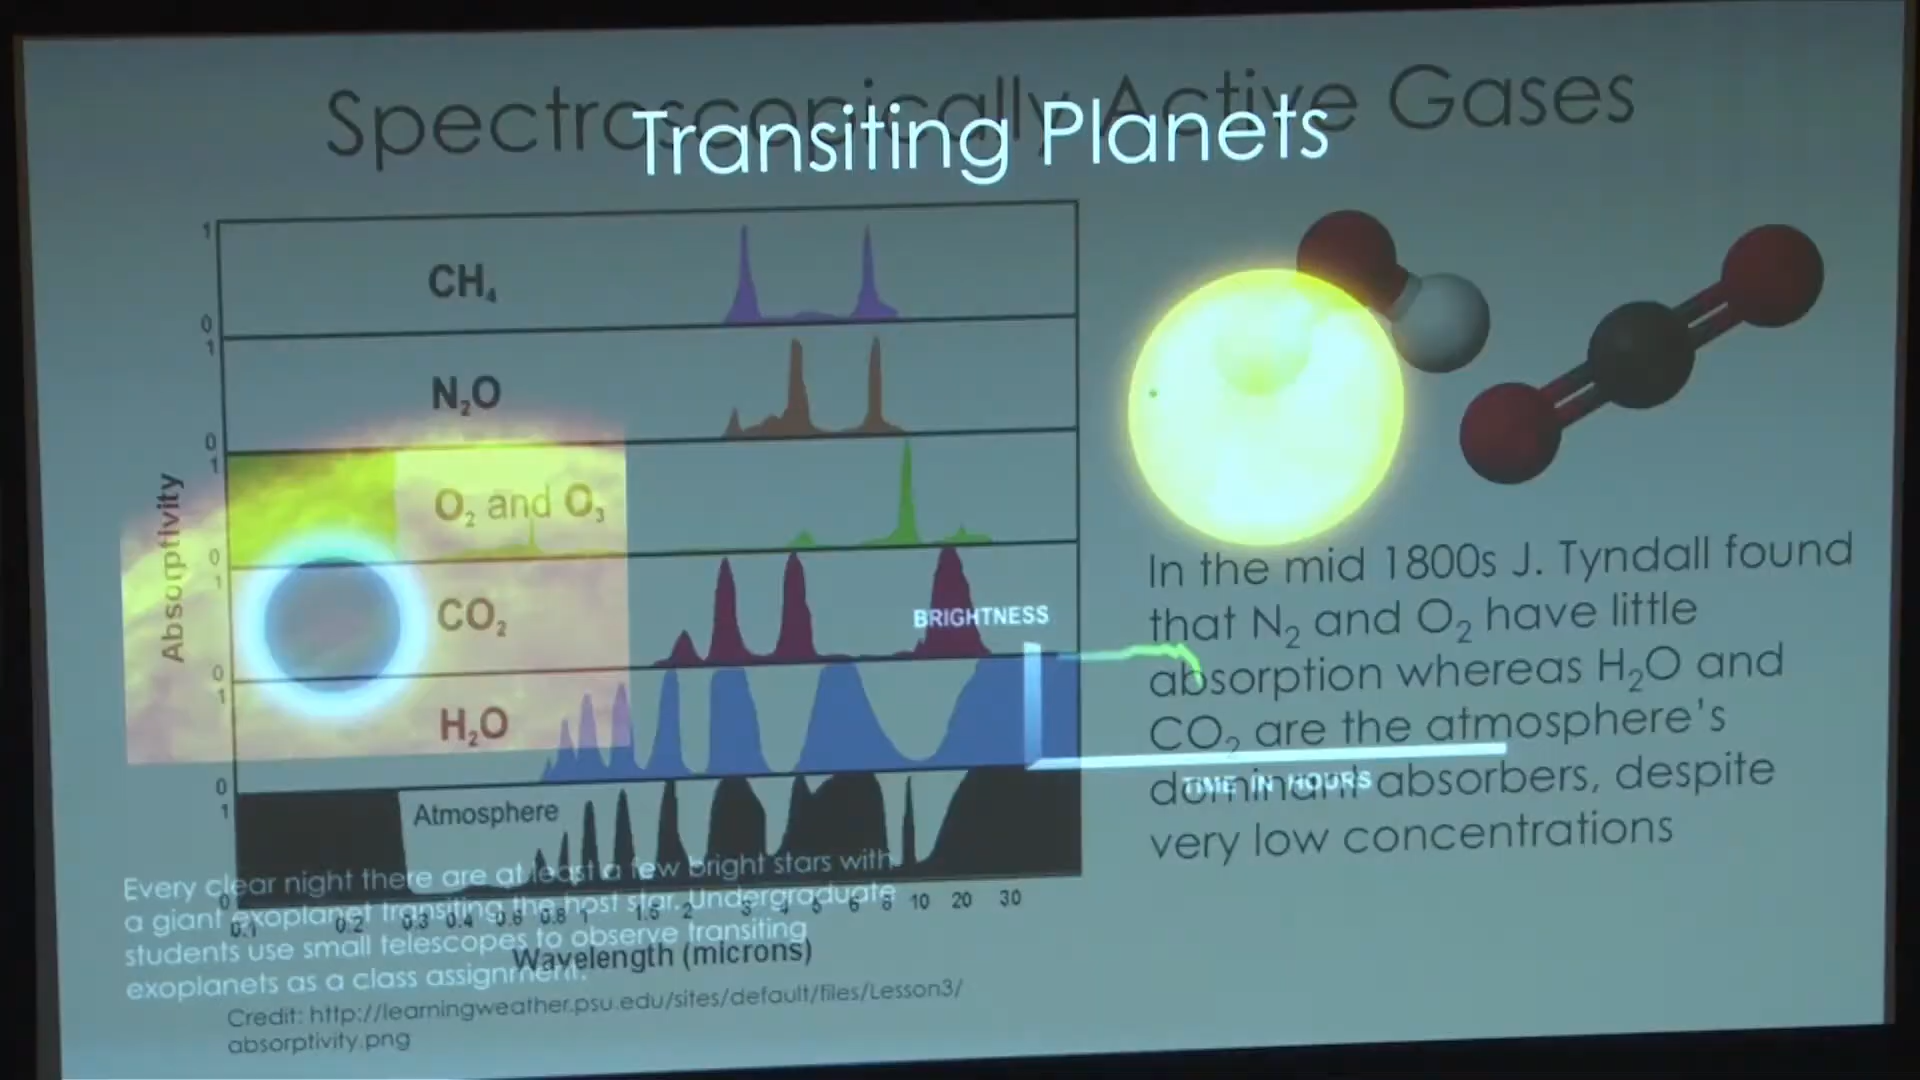 Spectroscopically Active Gases
Transiting Planets
1
CH₄
0
1
N₂O
0
1
O₂ and O₃
0
1
CO₂
0
1
H₂O
0
1
Atmosphere
0
Absorptivity
0.1 0.2 0.3 0.4 0.6 0.8 1 1.5 2 3 4 5 6 8 10 20 30
Wavelength (microns)
BRIGHTNESS
TIME IN HOURS
In the mid 1800s J. Tyndall found
that N₂ and O₂ have little
absorption whereas H₂O and
CO₂ are the atmosphere's
dominant absorbers, despite
very low concentrations
Every clear night there are at least a few bright stars with
a giant exoplanet transiting the host star. Undergraduate
students use small telescopes to observe transiting
exoplanets as a class assignment.
Credit: http://learningweather.psu.edu/sites/default/files/Lesson3/
absorptivity.png